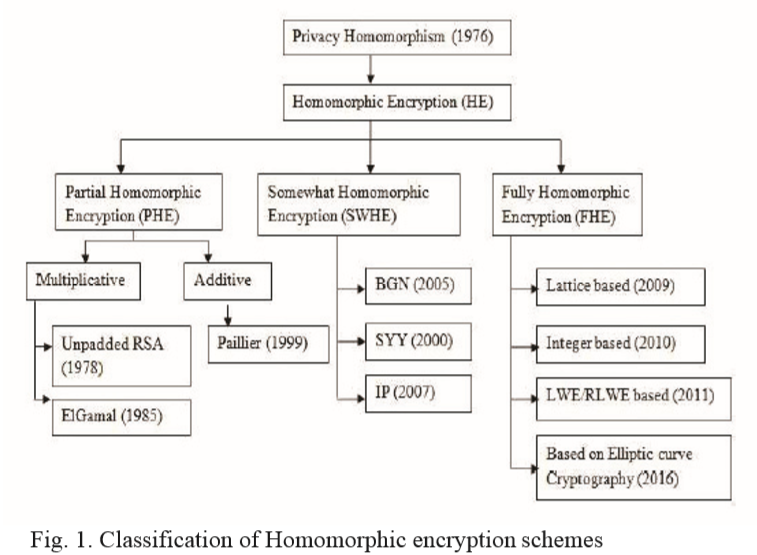 Privacy Homomorphism (1976)
Homomorphic Encryption (HE)
Partial Homomorphic
Encryption (PHE)
Somewhat Homomorphic
Encryption (SWHE)
Fully Homomorphic
Encryption (FHE)
Multiplicative
Additive
Unpadded RSA
(1978)
ElGamal (1985)
Paillier (1999)
BGN (2005)
SYY (2000)
IP (2007)
Lattice based (2009)
Integer based (2010)
LWE/RLWE based (2011)
Based on Elliptic curve
Cryptography (2016)
Fig. 1. Classification of Homomorphic encryption schemes